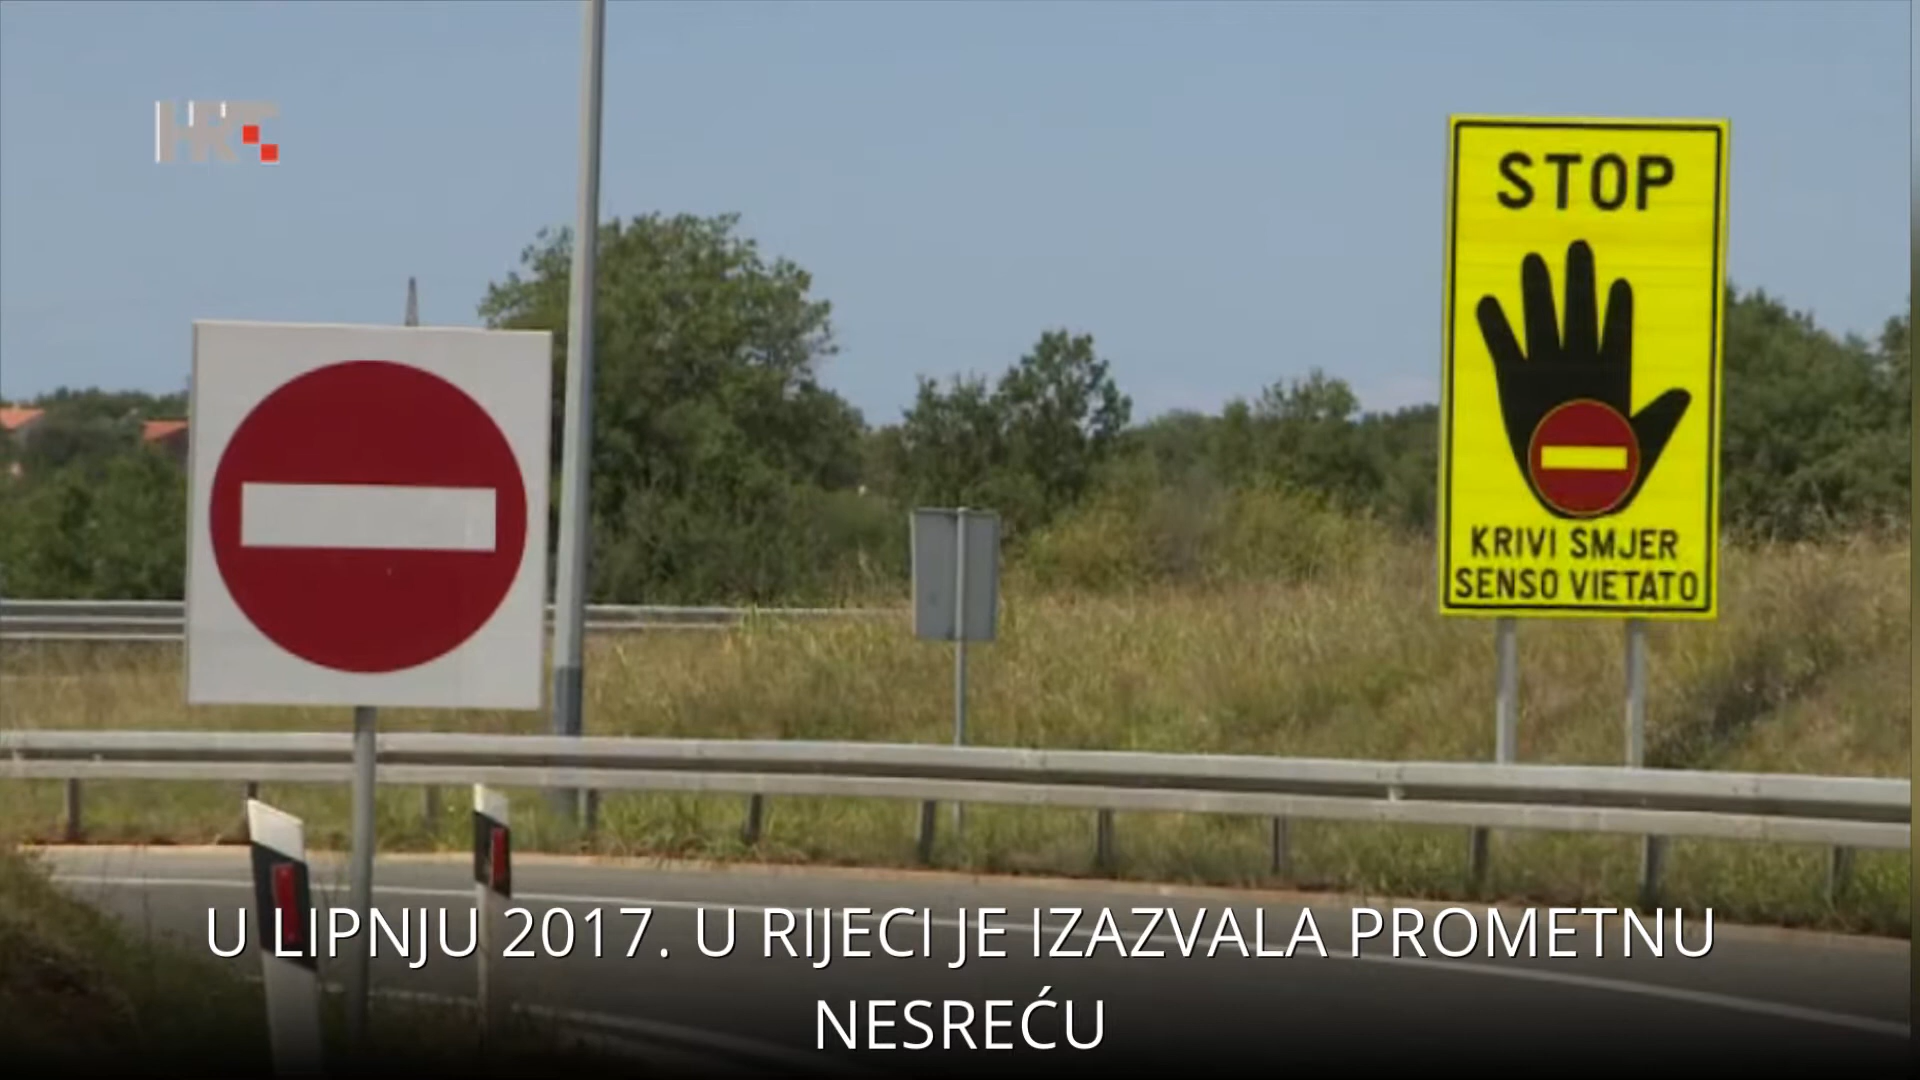 HRT
STOP
KRIVI SMJER
SENSO VIETATO
U LIPNJU 2017. U RIJECI JE IZAZVALA PROMETNU
NESREĆU